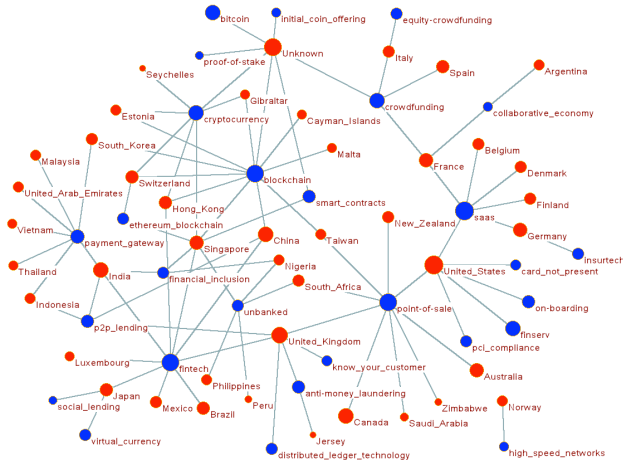 bitcoin
initial_coin_offering
equity-crowdfunding
proof-of-stake
Unknown
Italy
Spain
Argentina
Seychelles
Gibraltar
crowdfunding
collaborative_economy
Estonia
cryptocurrency
Cayman_Islands
South_Korea
Malta
Belgium
Malaysia
France
Denmark
Switzerland
blockchain
United_Arab_Emirates
Hong_Kong
smart_contracts
Finland
saas
Vietnam
ethereum_blockchain
New_Zealand
Germany
payment_gateway
Singapore
China
Taiwan
insurtech
Thailand
India
financial_inclusion
Nigeria
United_States
card_not_present
South_Africa
Indonesia
unbanked
point-of-sale
on-boarding
p2p_lending
finserv
United_Kingdom
pci_compliance
Luxembourg
fintech
know_your_customer
Australia
Philippines
anti-money_laundering
Japan
social_lending
Mexico
Brazil
Peru
Zimbabwe
Norway
Canada
Saudi_Arabia
virtual_currency
Jersey
distributed_ledger_technology
high_speed_networks